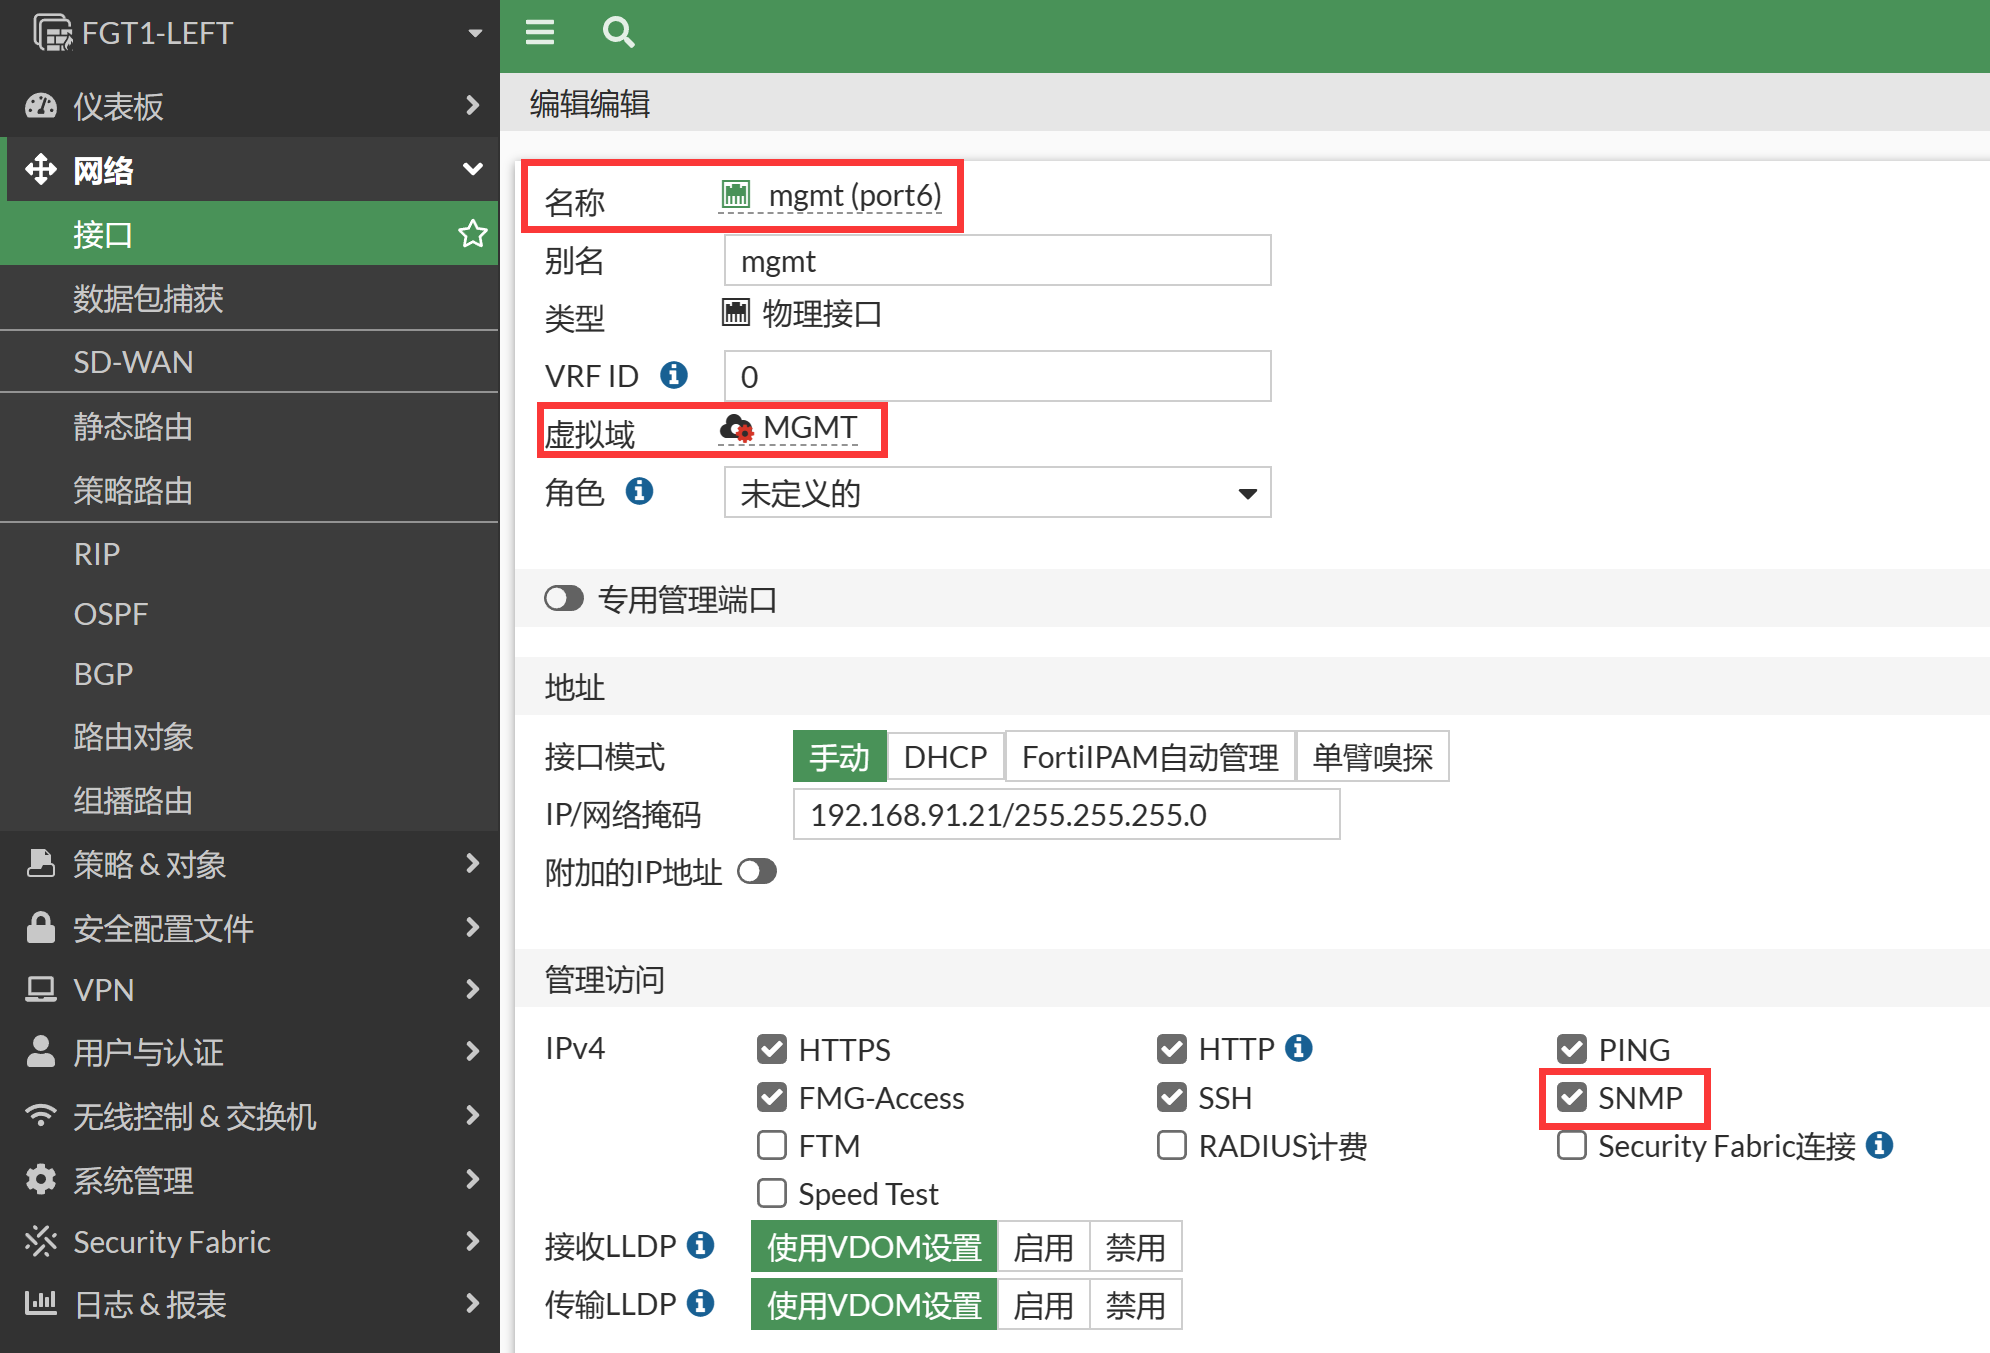 FGT1-LEFT
仪表板
网络
接口
数据包捕获
SD-WAN
静态路由
策略路由
RIP
OSPF
BGP
路由对象
组播路由
策略 & 对象
安全配置文件
VPN
用户与认证
无线控制 & 交换机
系统管理
Security Fabric
日志 & 报表
编辑编辑
名称 mgmt (port6)
别名 mgmt
类型 物理接口
VRF ID 0
虚拟域 MGMT
角色 未定义的
专用管理端口
地址
接口模式 手动 DHCP FortiIPAM自动管理 单臂嗅探
IP/网络掩码 192.168.91.21/255.255.255.0
附加的IP地址
管理访问
IPv4 HTTPS HTTP PING
FMG-Access SSH SNMP
FTM RADIUS计费 Security Fabric连接
Speed Test
接收LLDP 使用VDOM设置 启用 禁用
传输LLDP 使用VDOM设置 启用 禁用